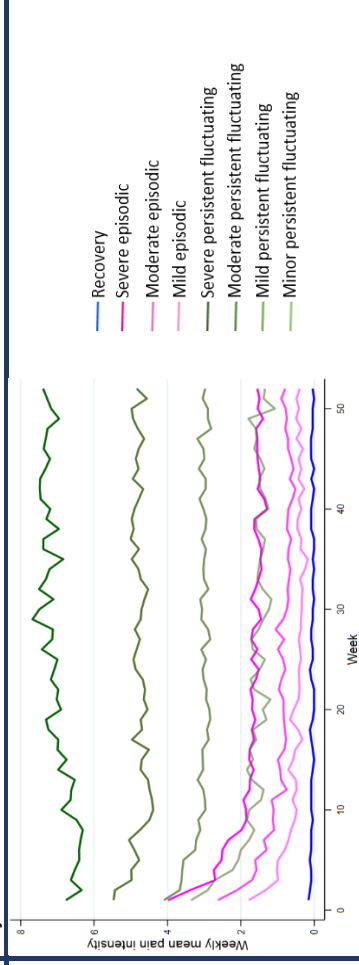 Weekly mean pain intensity
8
6
4
2
0
0
10
20
30
40
50
Week
Recovery
Severe episodic
Moderate episodic
Mild episodic
Severe persistent fluctuating
Moderate persistent fluctuating
Mild persistent fluctuating
Minor persistent fluctuating